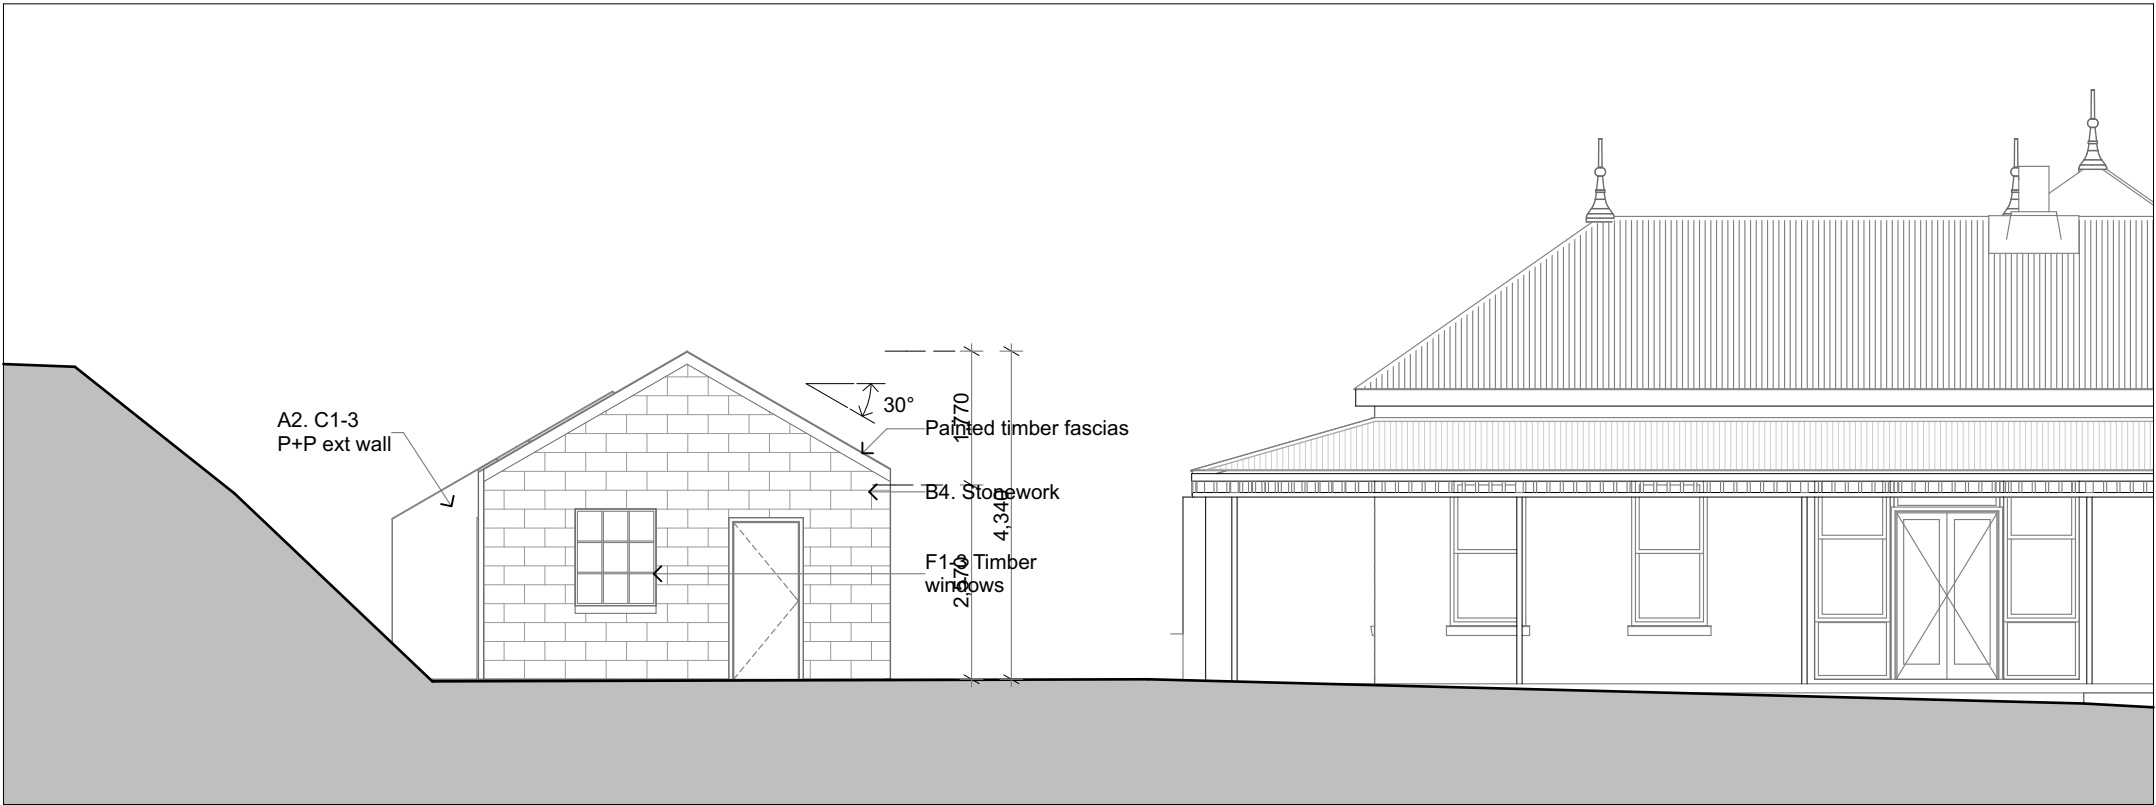 30°
1,770
A2. C1-3
P+P ext wall
Painted timber fascias
B4. Stonework
4,340
F1-3 Timber
windows
2,570